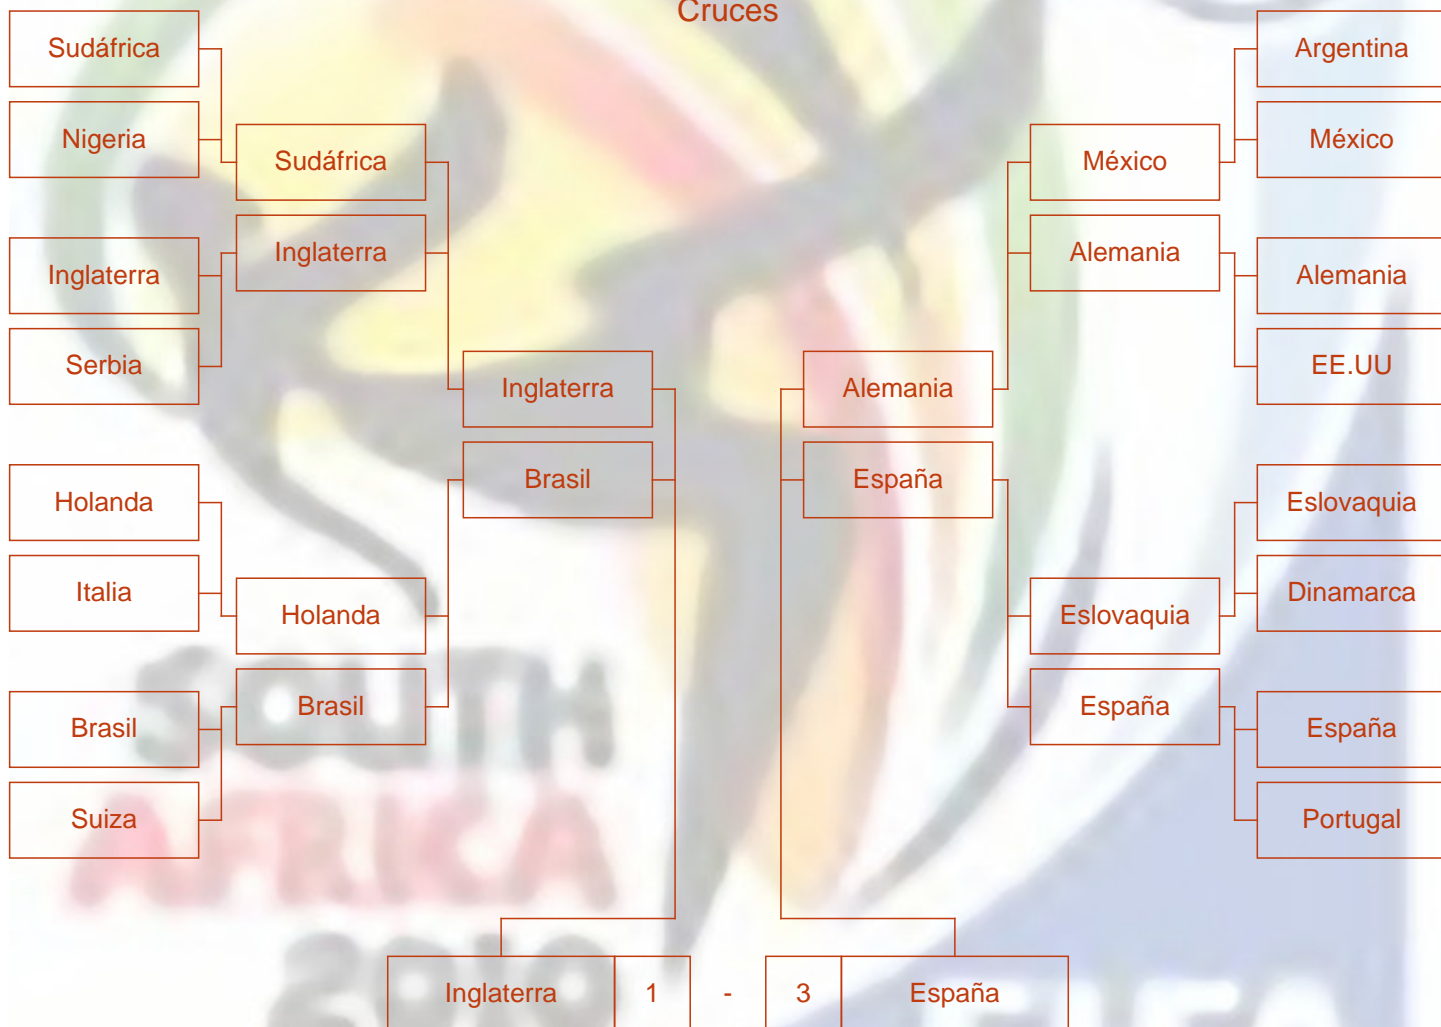 Cruces
Sudáfrica
Nigeria
Inglaterra
Serbia
Holanda
Italia
Brasil
Suiza
Sudáfrica
Inglaterra
Holanda
Brasil
Inglaterra
Brasil
Alemania
España
México
Alemania
Eslovaquia
España
Argentina
México
Alemania
EE.UU
Eslovaquia
Dinamarca
España
Portugal
SOUTH
AFRICA
2010
FIFA
Inglaterra 1 - 3 España